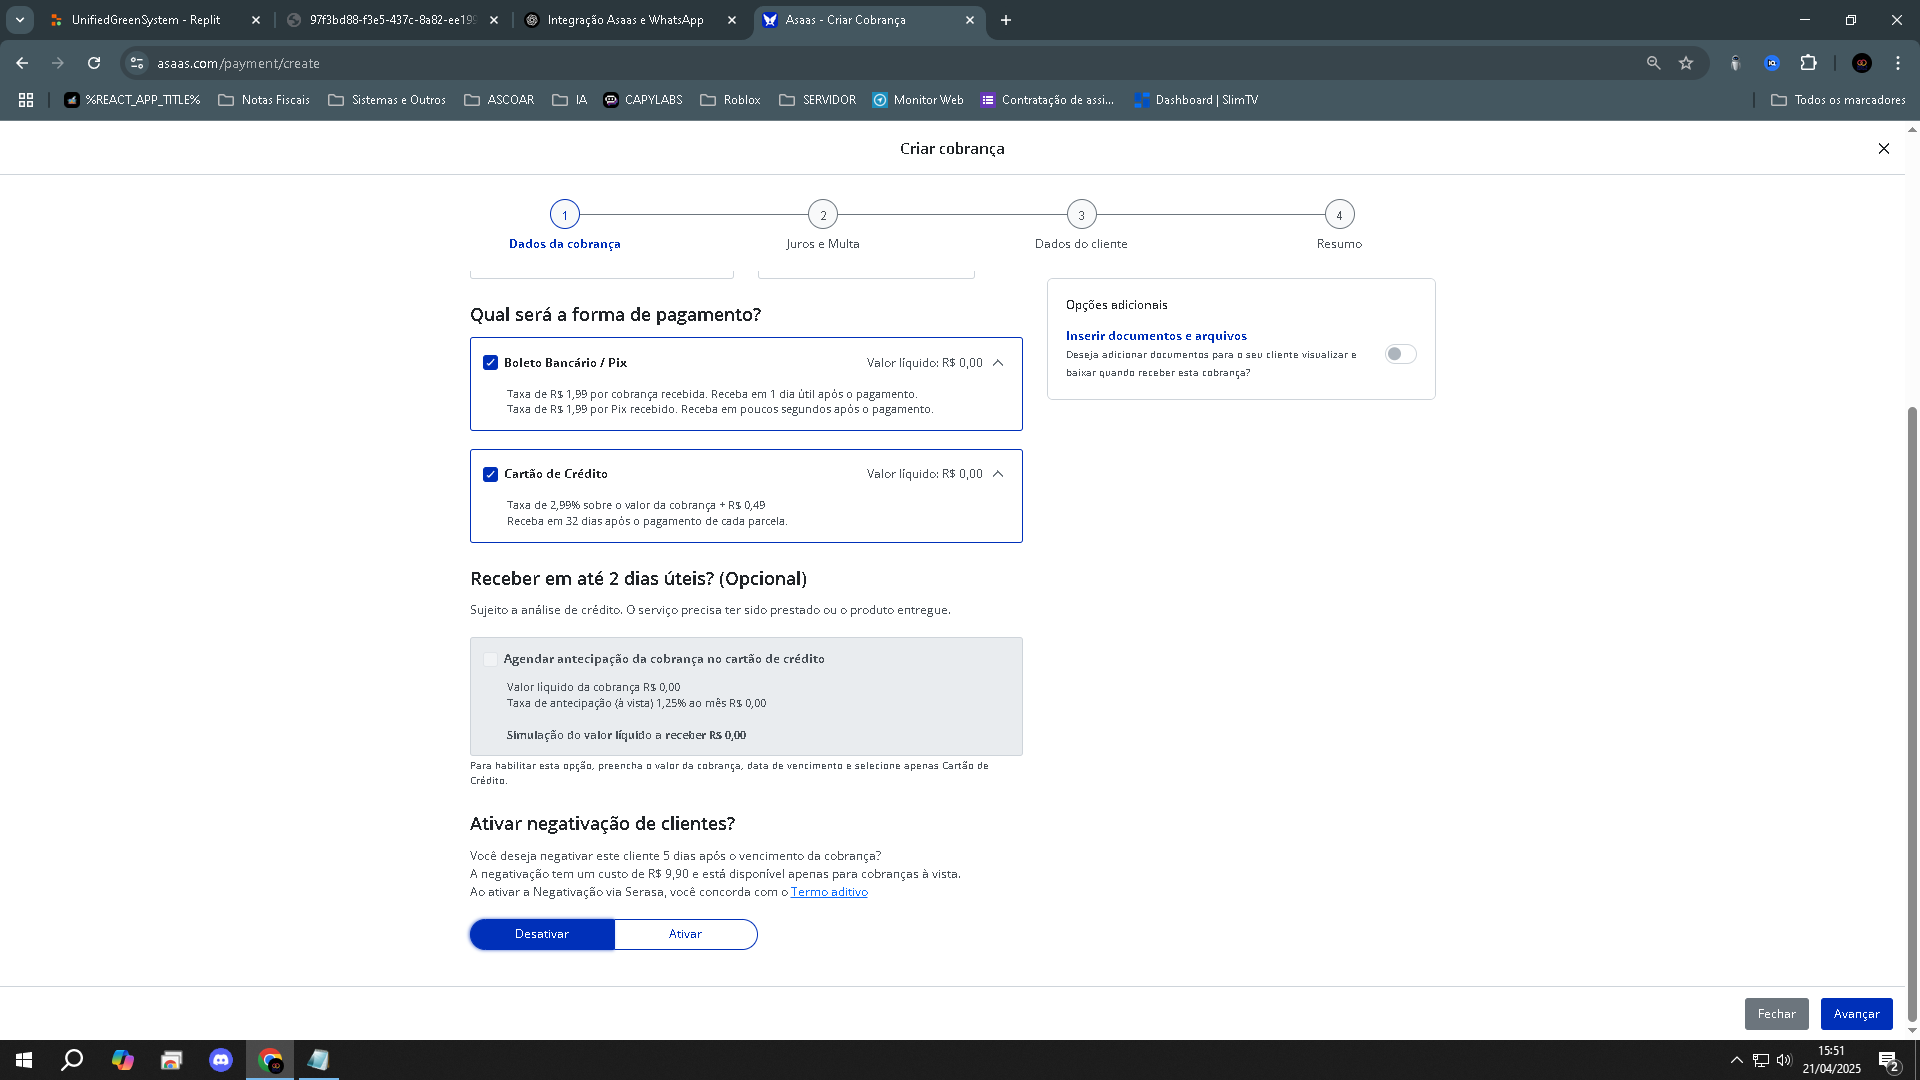 UnifiedGreenSystem - Replit
97f3bd88-f3e5-437c-8a82-ee199
Integração Asaas e WhatsApp
Asaas - Criar Cobrança
asaas.com/payment/create
%REACT_APP_TITLE%
Notas Fiscais
Sistemas e Outros
ASCOAR
IA
CAPYLABS
Roblox
SERVIDOR
Monitor Web
Contratação de assi...
Dashboard | SlimTV
Todos os marcadores
Criar cobrança
1
2
3
4
Dados da cobrança
Juros e Multa
Dados do cliente
Resumo
Qual será a forma de pagamento?
Boleto Bancário / Pix
Valor líquido: R$ 0,00
Taxa de R$ 1,99 por cobrança recebida. Receba em 1 dia útil após o pagamento.
Taxa de R$ 1,99 por Pix recebido. Receba em poucos segundos após o pagamento.
Cartão de Crédito
Valor líquido: R$ 0,00
Taxa de 2,99% sobre o valor da cobrança + R$ 0,49
Receba em 32 dias após o pagamento de cada parcela.
Opções adicionais
Inserir documentos e arquivos
Deseja adicionar documentos para o seu cliente visualizar e
baixar quando receber esta cobrança?
Receber em até 2 dias úteis? (Opcional)
Sujeito a análise de crédito. O serviço precisa ter sido prestado ou o produto entregue.
Agendar antecipação da cobrança no cartão de crédito
Valor líquido da cobrança R$ 0,00
Taxa de antecipação (à vista) 1,25% ao mês R$ 0,00
Simulação do valor líquido a receber R$ 0,00
Para habilitar esta opção, preencha o valor da cobrança, data de vencimento e selecione apenas Cartão de
Crédito.
Ativar negativação de clientes?
Você deseja negativar este cliente 5 dias após o vencimento da cobrança?
A negativação tem um custo de R$ 9,90 e está disponível apenas para cobranças à vista.
Ao ativar a Negativação via Serasa, você concorda com o Termo aditivo
Desativar
Ativar
Fechar
Avançar
15:51
21/04/2025
2